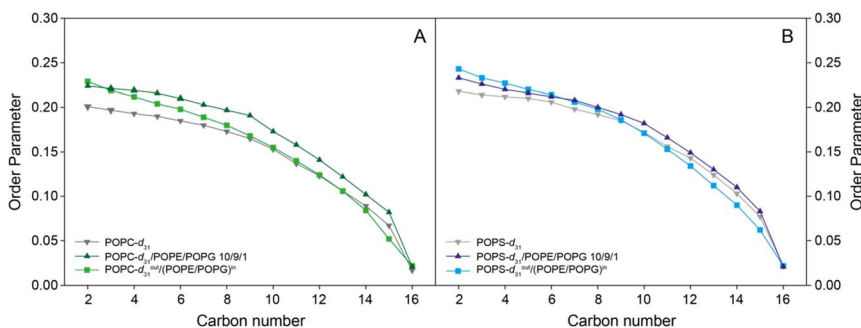 A
B
Order Parameter
0.30
0.25
0.20
0.15
0.10
0.05
0.00
POPC-d31
POPC-d31/POPE/POPG 10/9/1
POPC-d31out/(POPE/POPG)in
2 4 6 8 10 12 14 16
Carbon number
POPS-d31
POPS-d31/POPE/POPG 10/9/1
POPS-d31out/(POPE/POPG)in
2 4 6 8 10 12 14 16
Carbon number
0.30
0.25
0.20
0.15
0.10
0.05
0.00
Order Parameter